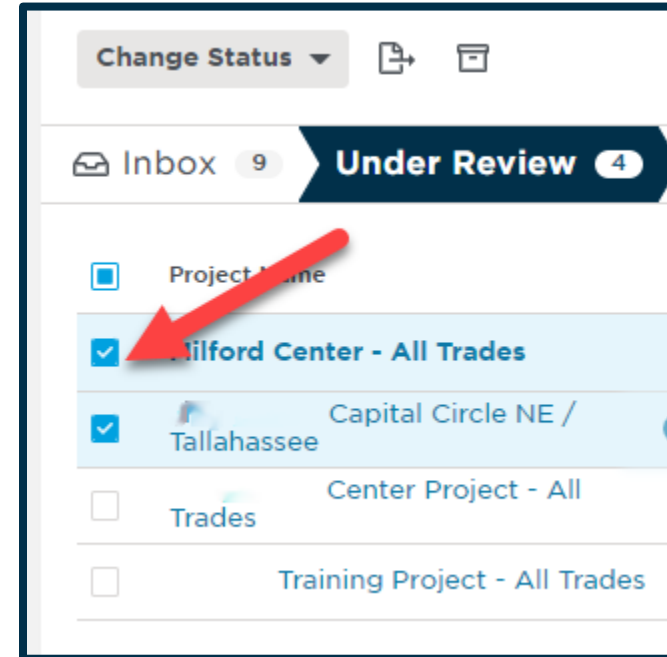 Change Status
Inbox 9
Under Review 4
Project
Milford Center - All Trades
Capital Circle NE /
Tallahassee
Center Project - All
Trades
Training Project - All Trades